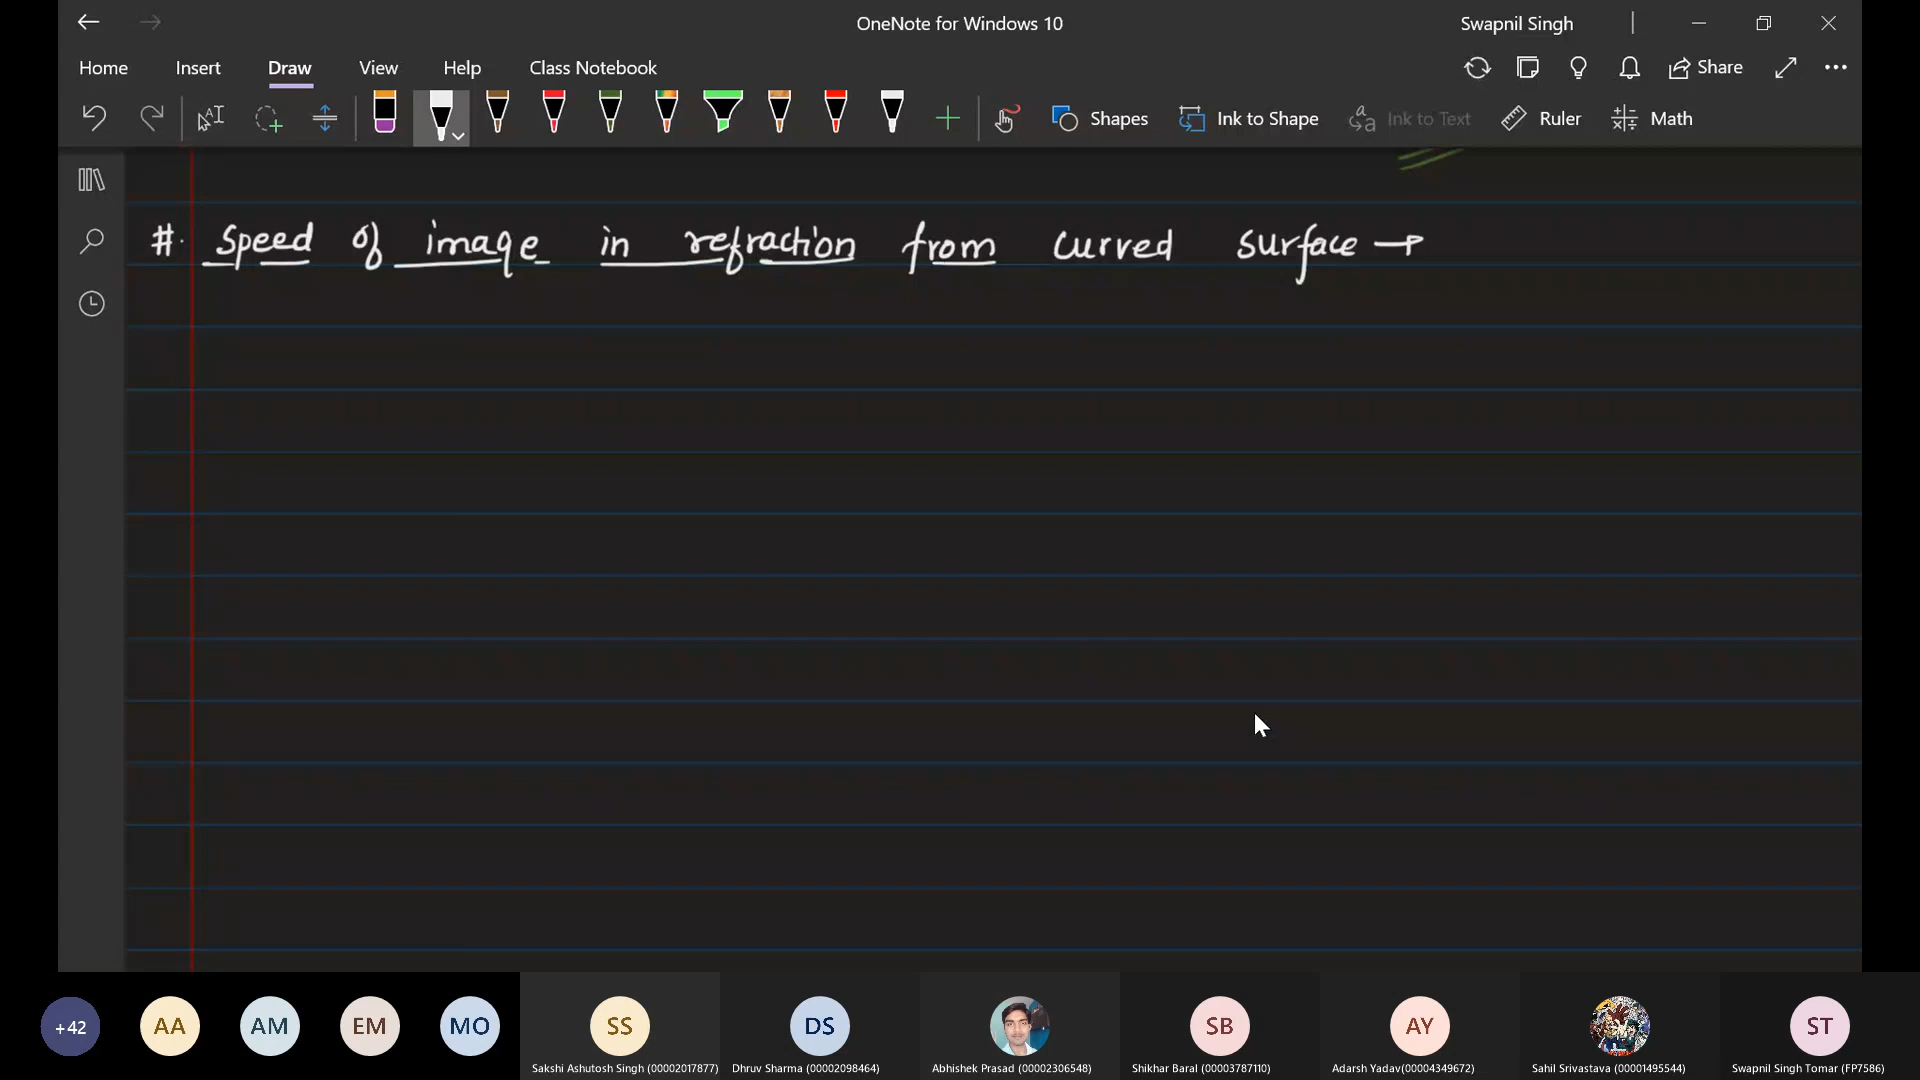 OneNote for Windows 10
Swapnil Singh
Home Insert Draw View Help Class Notebook
Share
Shapes Ink to Shape Ink to Text Ruler Math
# Speed of image in refraction from curved surface →
+42 AA AM EM MO SS DS SB AY ST
Sakshi Ashutosh Singh (00002017877) Dhruv Sharma (00002098464) Abhishek Prasad (00002306548) Shikhar Baral (00003787110) Adarsh Yadav(00004349672) Sahil Srivastava (00001495544) Swapnil Singh Tomar (FP7586)